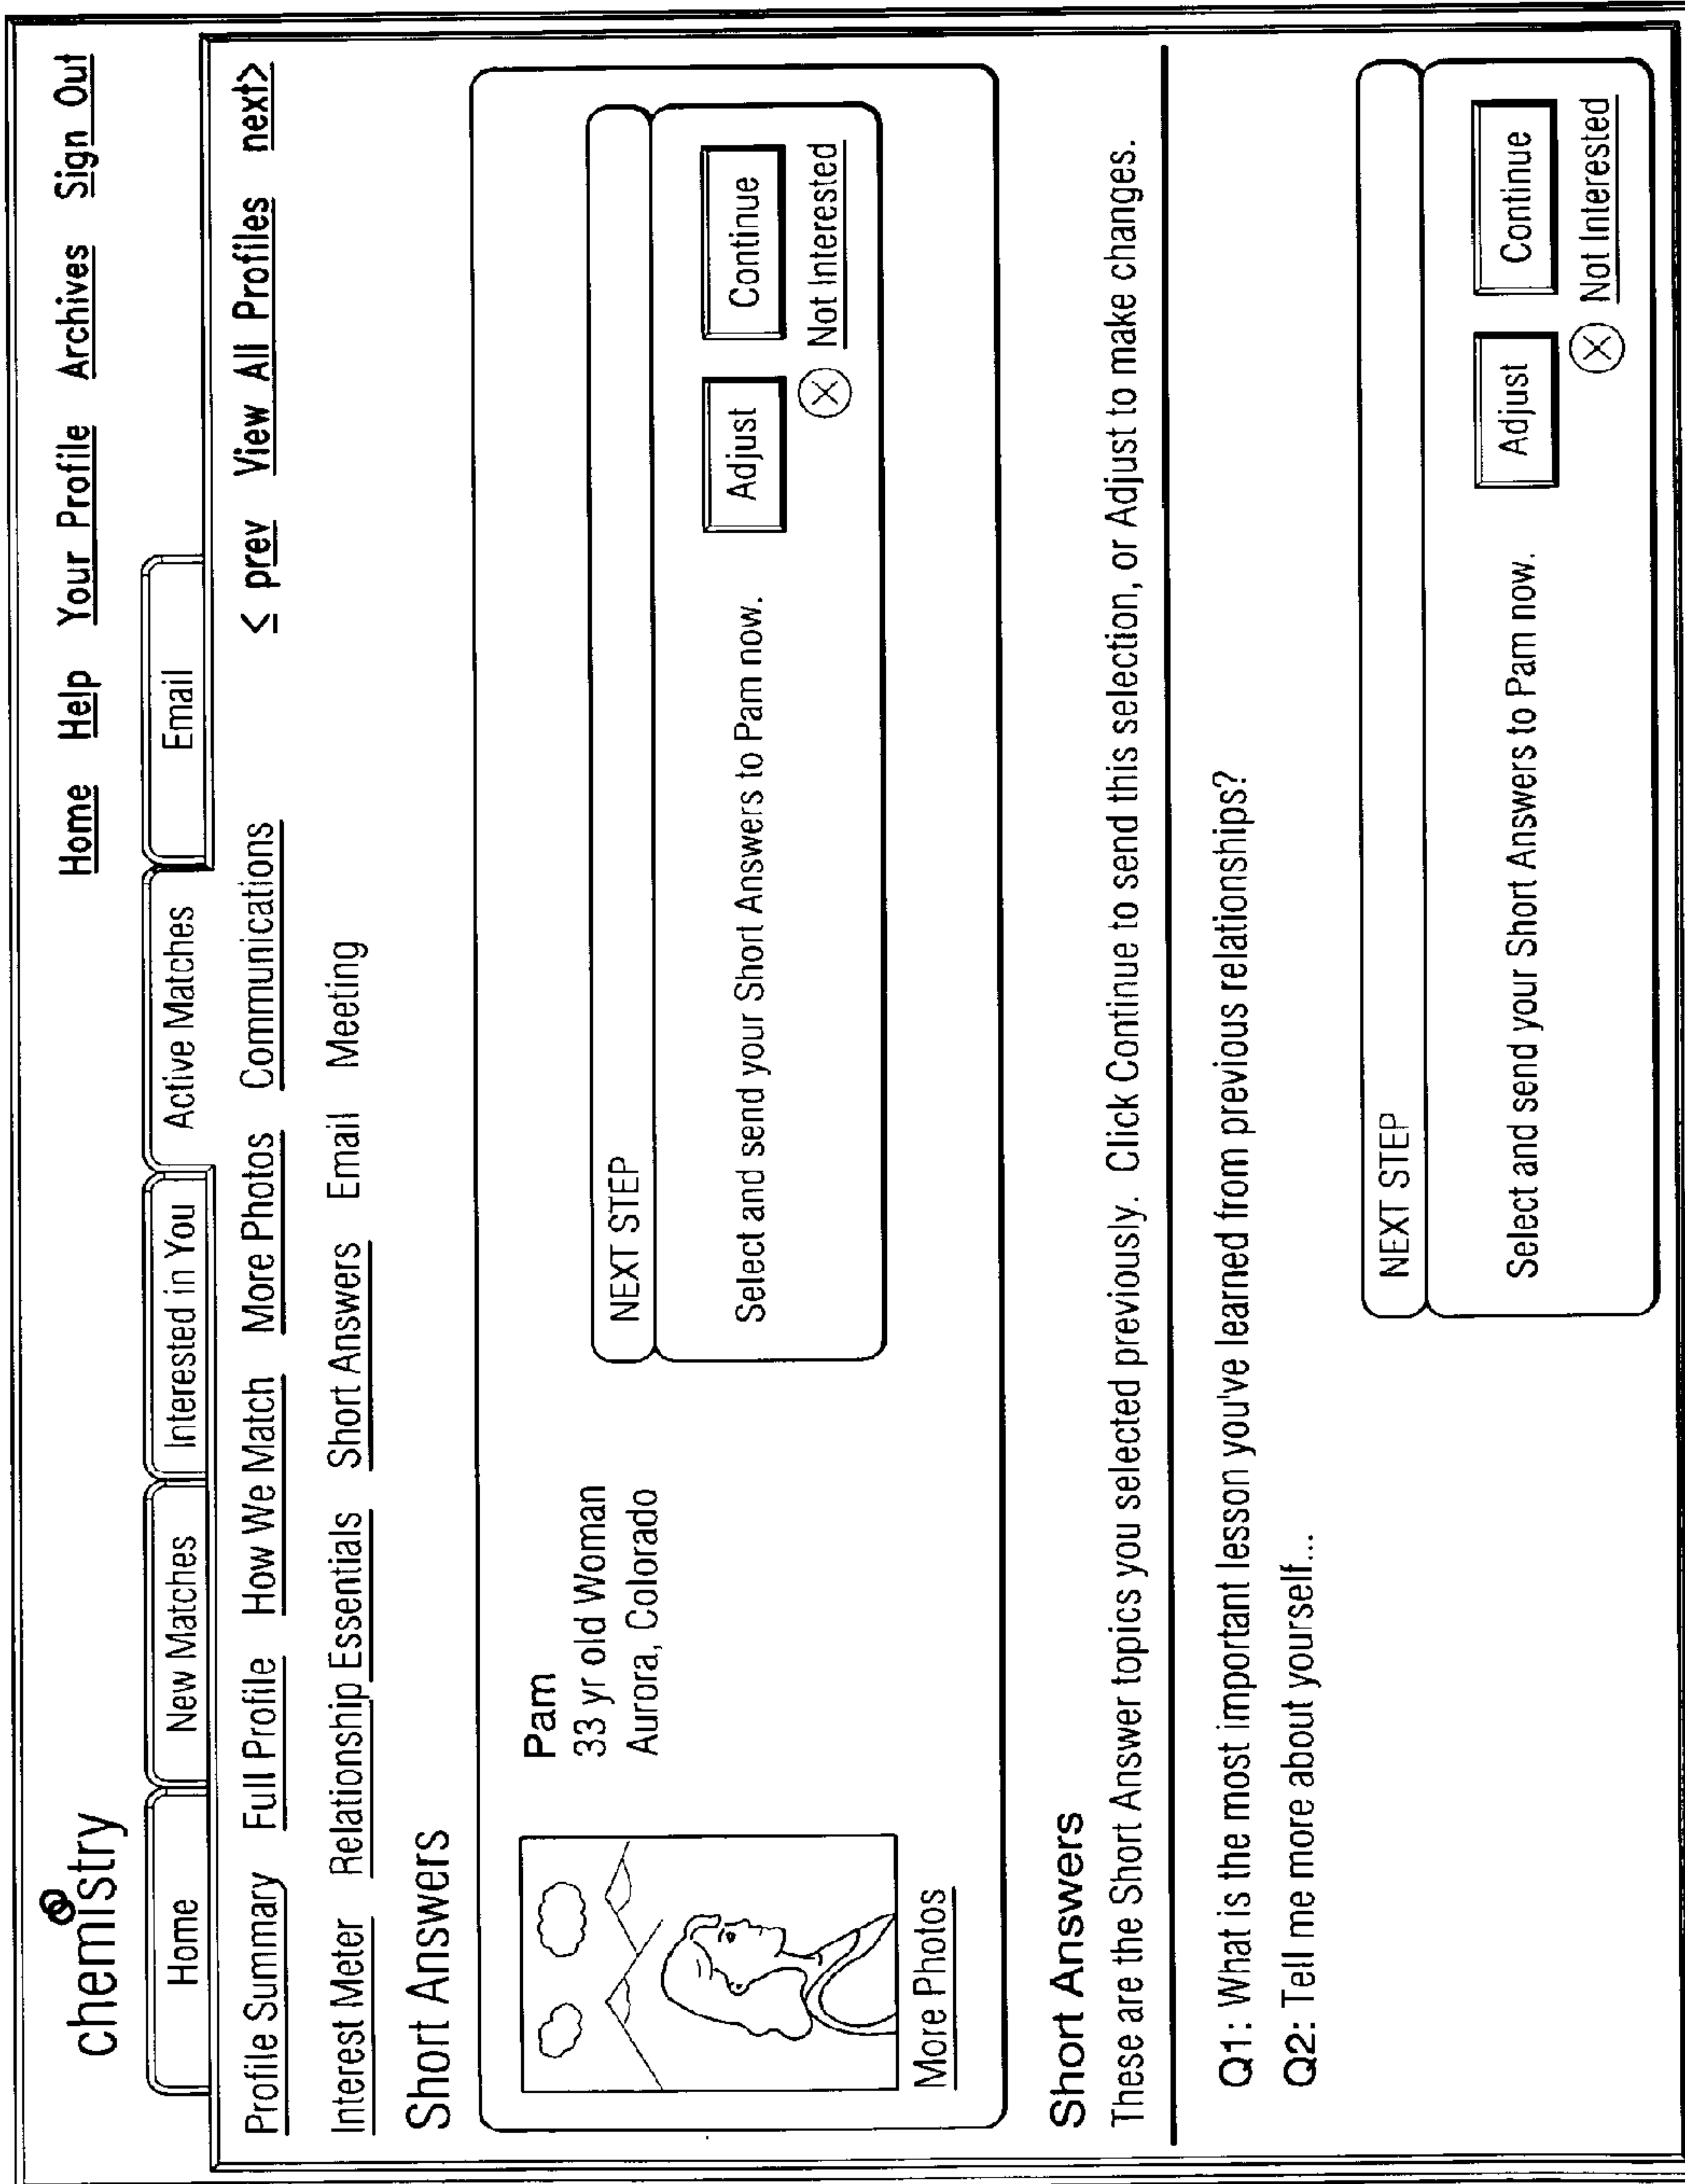 chemistry
Home Help Your Profile Archives Sign Out
Home New Matches Interested in You Active Matches Email
Profile Summary Full Profile How We Match More Photos Communications < prev View All Profiles next>
Interest Meter Relationship Essentials Short Answers Email Meeting
Short Answers
Pam
33 yr old Woman
Aurora, Colorado
More Photos
NEXT STEP
Select and send your Short Answers to Pam now.
Adjust Continue
Not Interested
Short Answers
These are the Short Answer topics you selected previously. Click Continue to send this selection, or Adjust to make changes.
Q1: What is the most important lesson you've learned from previous relationships?
Q2: Tell me more about yourself...
NEXT STEP
Select and send your Short Answers to Pam now.
Adjust Continue
Not Interested